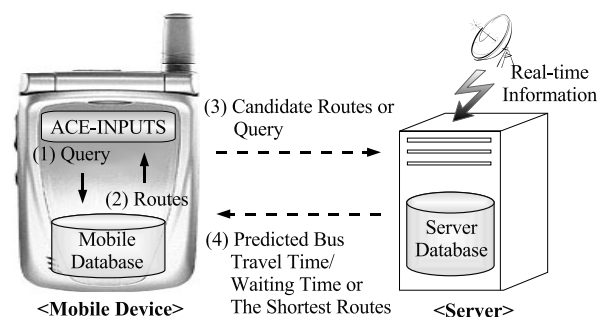 ACE-INPUTS
(1) Query
(2) Routes
Mobile
Database
<Mobile Device>
(3) Candidate Routes or
Query
(4) Predicted Bus
Travel Time/
Waiting Time or
The Shortest Routes
Real-time
Information
Server
Database
<Server>